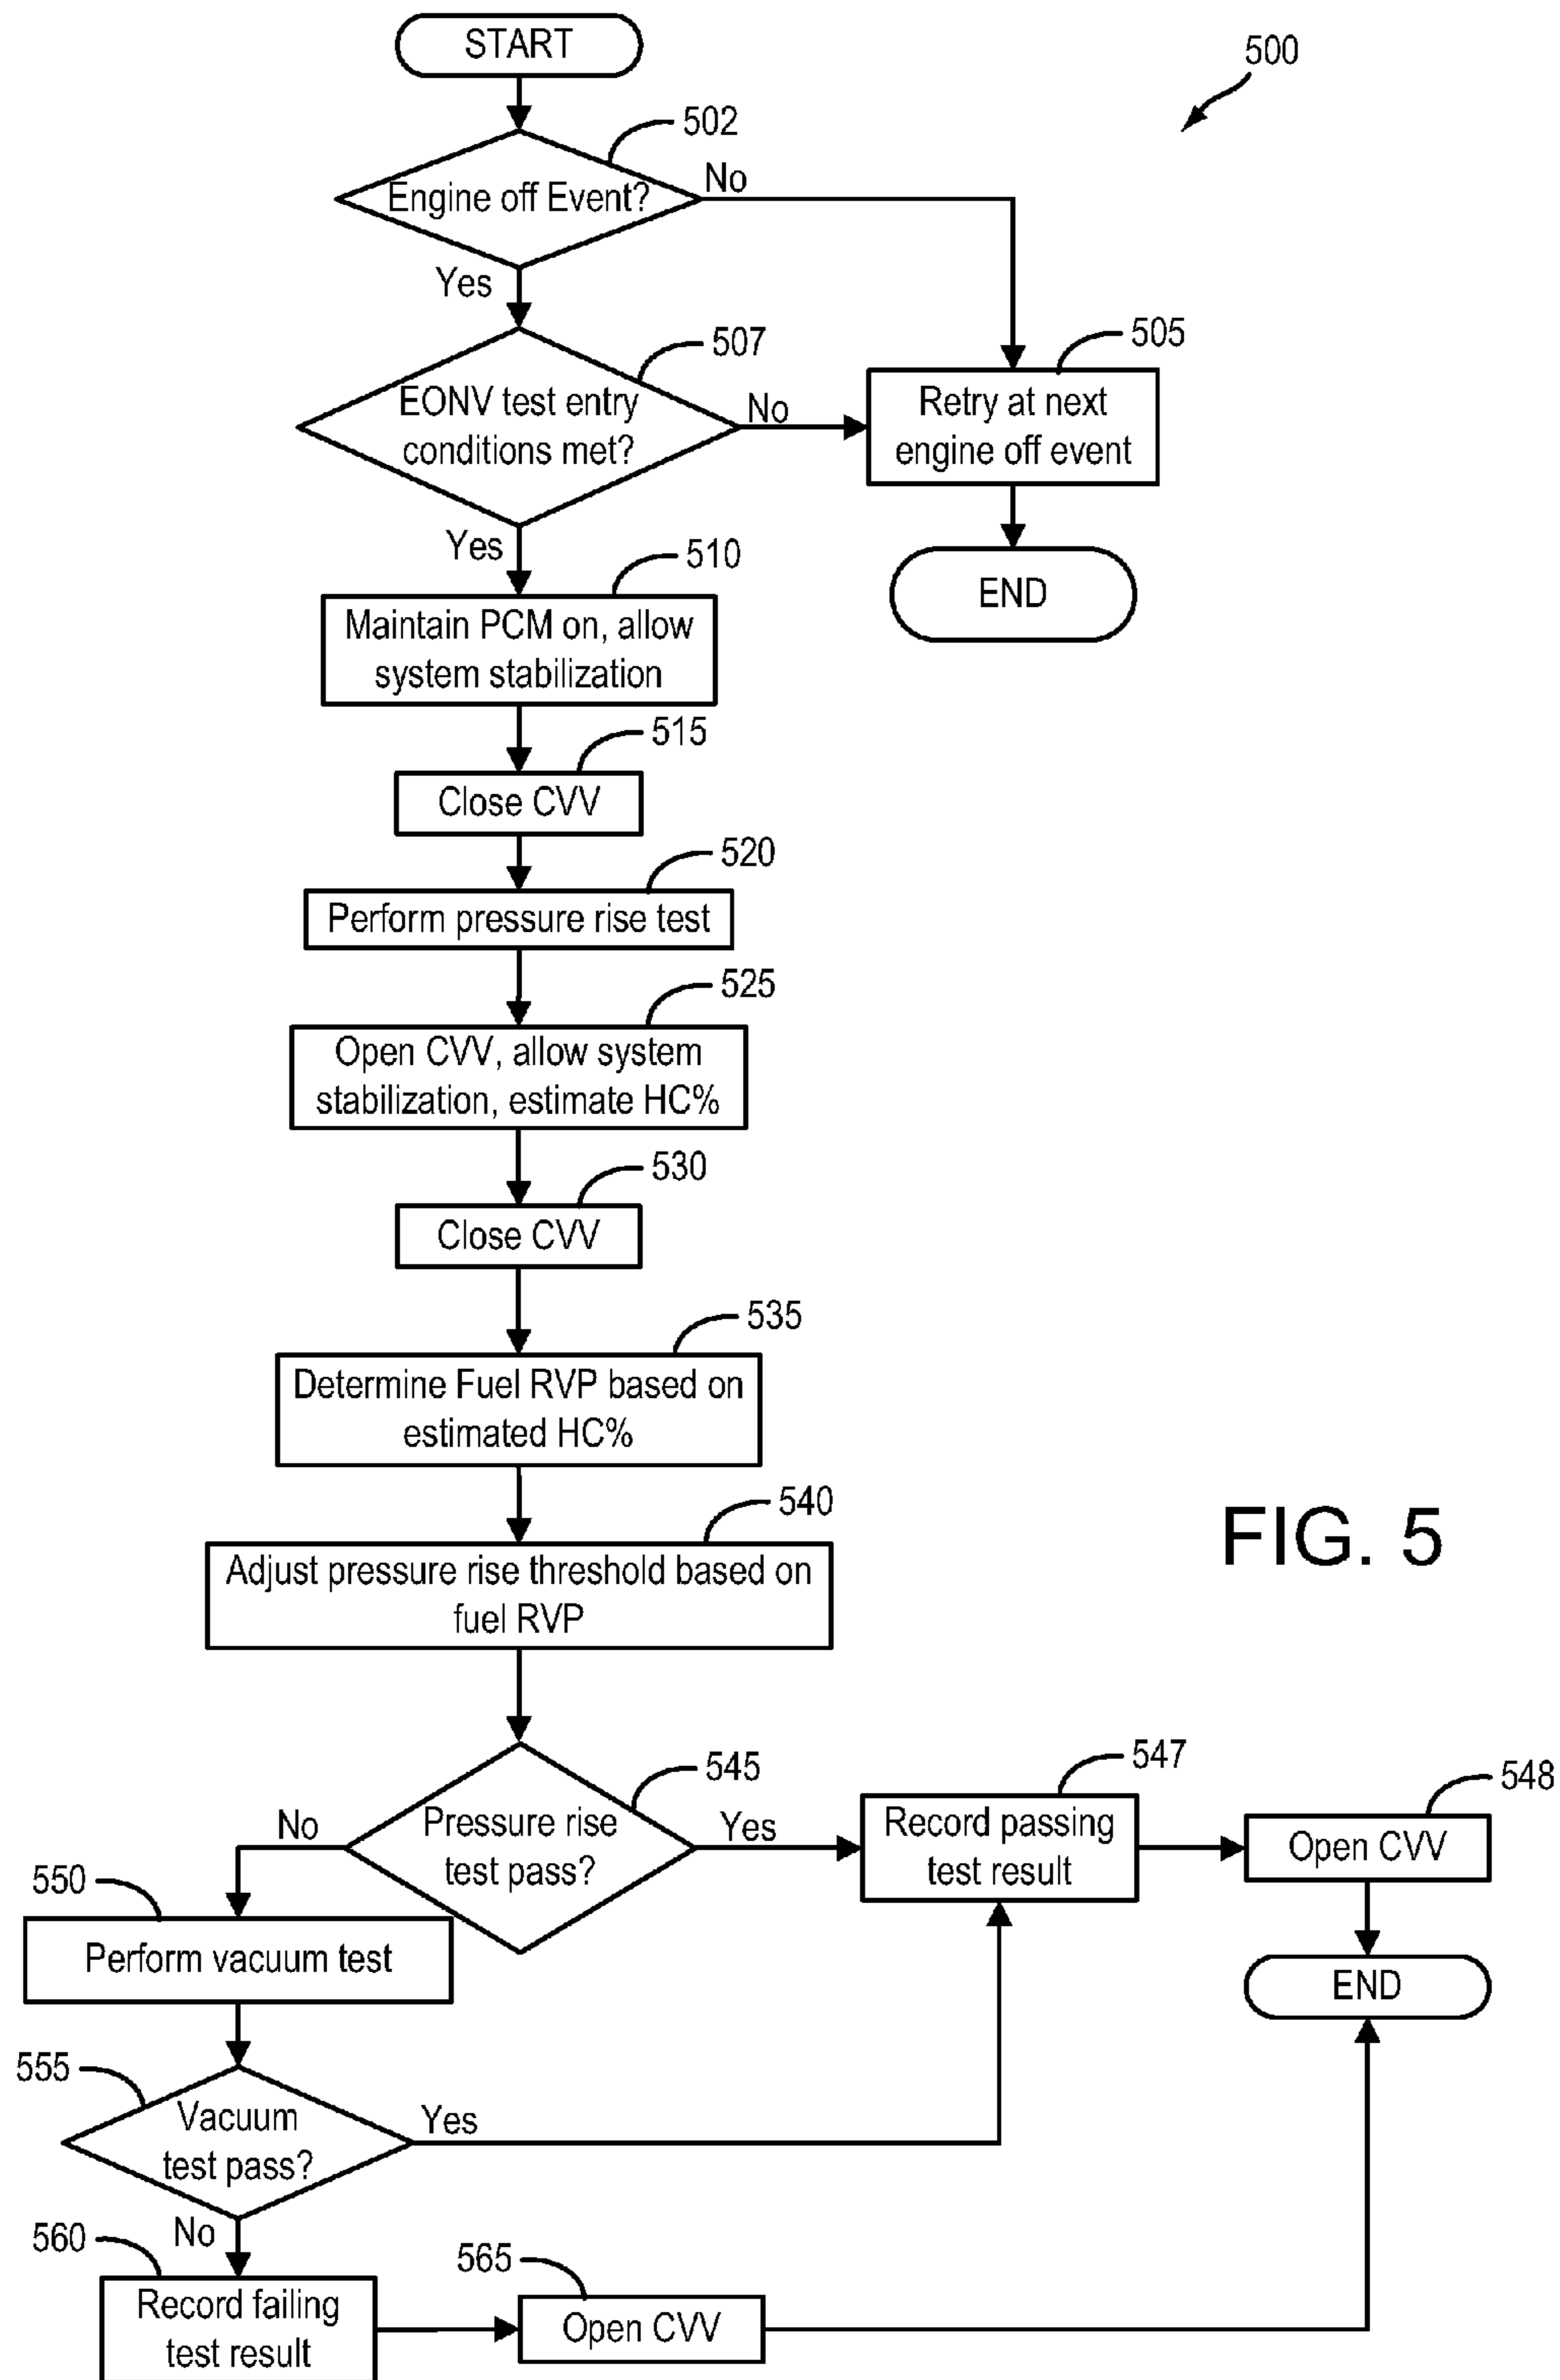 START
500
502
Engine off Event?
No
Yes
507
505
EONV test entry
conditions met?
No
Retry at next
engine off event
Yes
510
END
Maintain PCM on, allow
system stabilization
515
Close CVV
520
Perform pressure rise test
525
Open CVV, allow system
stabilization, estimate HC%
530
Close CVV
535
Determine Fuel RVP based on
estimated HC%
540
Adjust pressure rise threshold based on
fuel RVP
FIG. 5
545
547
548
No
Pressure rise
test pass?
Yes
Record passing
test result
Open CVV
550
Perform vacuum test
END
555
Vacuum
test pass?
Yes
No
560
565
Record failing
test result
Open CVV